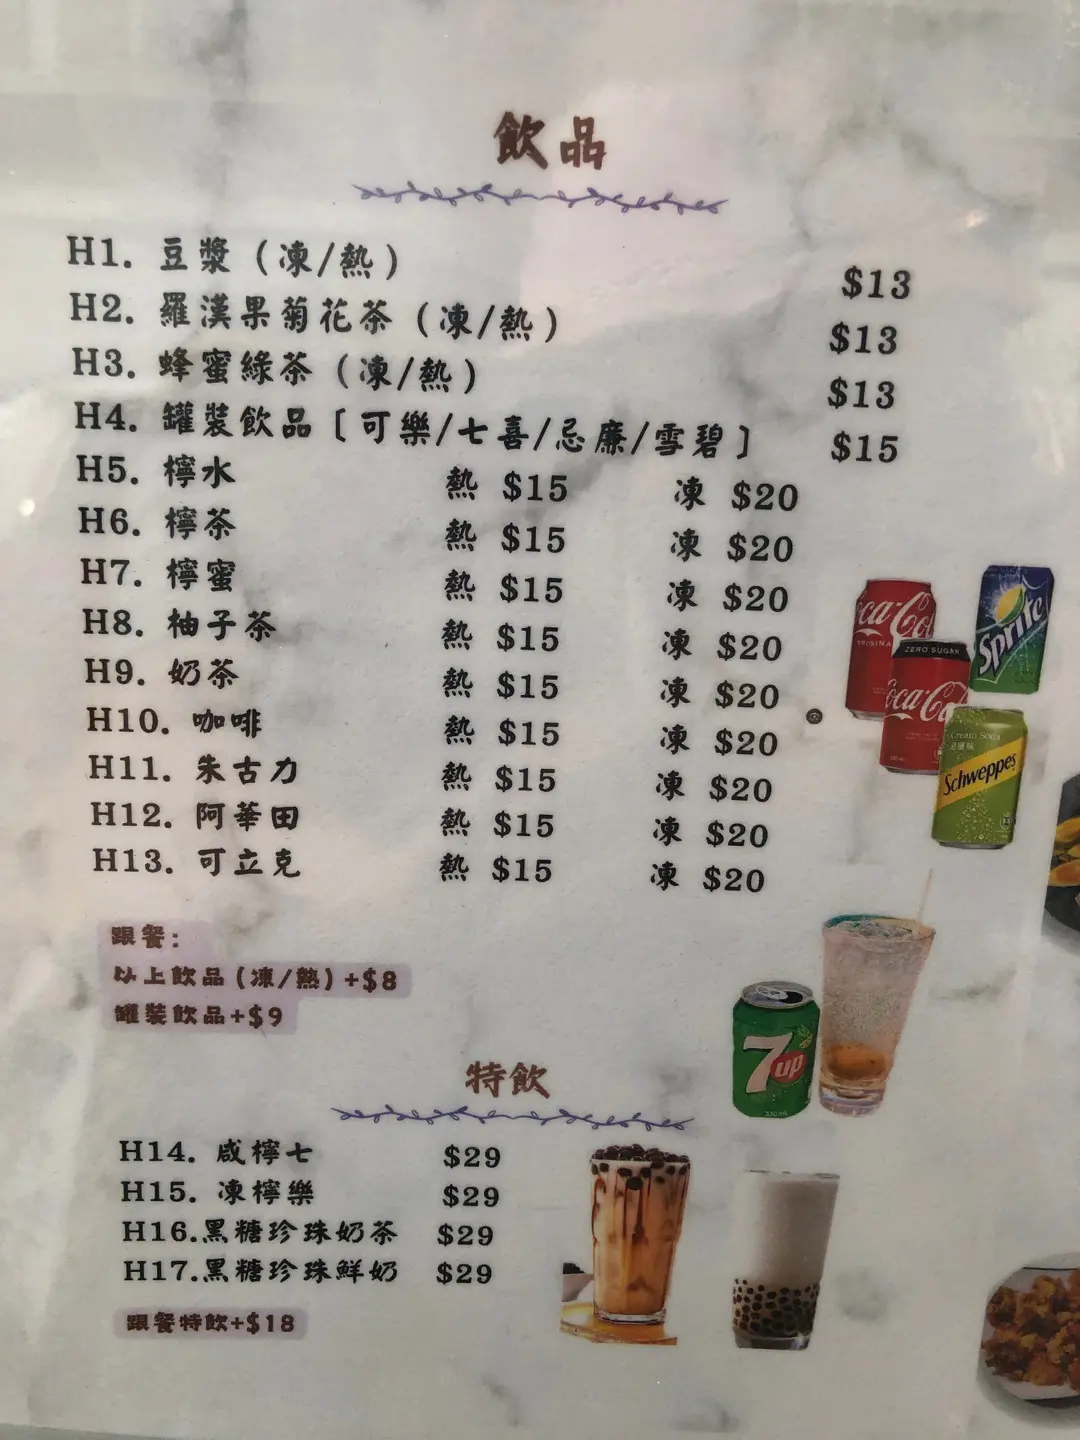 飲品
H1. 豆漿（凍/熱） $13
H2. 羅漢果菊花茶（凍/熱） $13
H3. 蜂蜜綠茶（凍/熱） $13
H4. 罐裝飲品〔可樂/七喜/忌廉/雪碧〕 $15
H5. 檸水 熱 $15 凍 $20
H6. 檸茶 熱 $15 凍 $20
H7. 檸蜜 熱 $15 凍 $20
H8. 柚子茶 熱 $15 凍 $20
H9. 奶茶 熱 $15 凍 $20
H10. 咖啡 熱 $15 凍 $20
H11. 朱古力 熱 $15 凍 $20
H12. 阿華田 熱 $15 凍 $20
H13. 可立克 熱 $15 凍 $20
Sprite
ZERO SUGAR
Cream Soda
忌廉味
Schweppes
跟餐:
以上飲品(凍/熱)+$8
罐裝飲品+$9
7up
330mL
特飲
H14. 咸檸七 $29
H15. 凍檸樂 $29
H16.黑糖珍珠奶茶 $29
H17.黑糖珍珠鮮奶 $29
跟餐特飲+$18